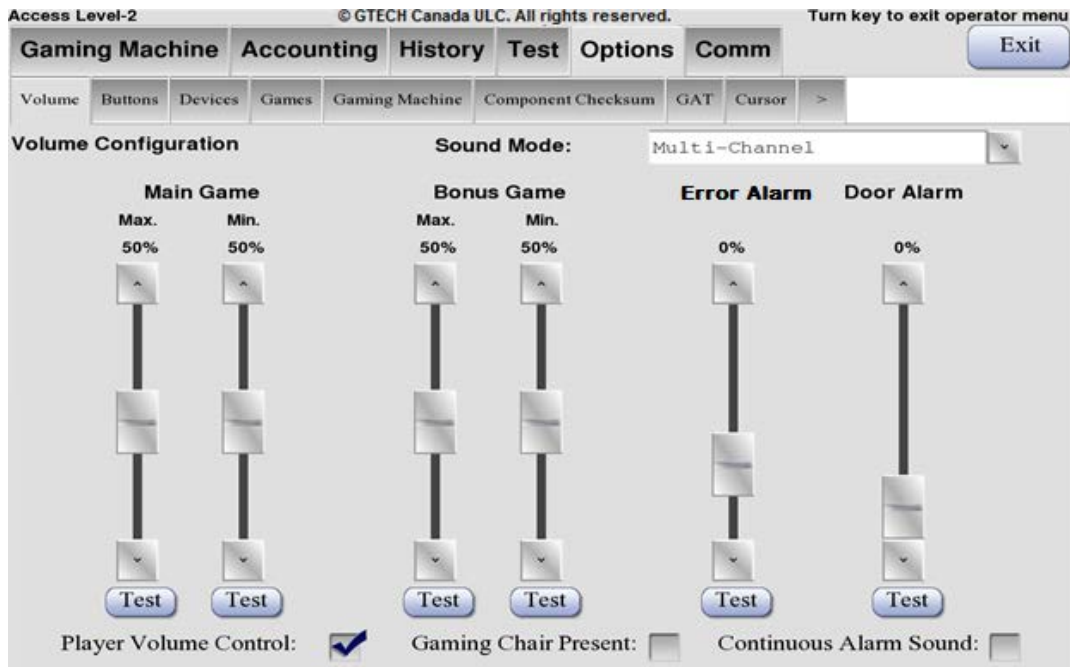 Access Level-2 © GTECH Canada ULC. All rights reserved. Turn key to exit operator menu
Gaming Machine Accounting History Test Options Comm Exit
Volume Buttons Devices Games Gaming Machine Component Checksum GAT Cursor >
Volume Configuration Sound Mode: Multi-Channel
Main Game Bonus Game Error Alarm Door Alarm
Max. Min. Max. Min.
50% 50% 50% 50% 0% 0%
Test Test Test Test Test Test
Player Volume Control: Gaming Chair Present: Continuous Alarm Sound: